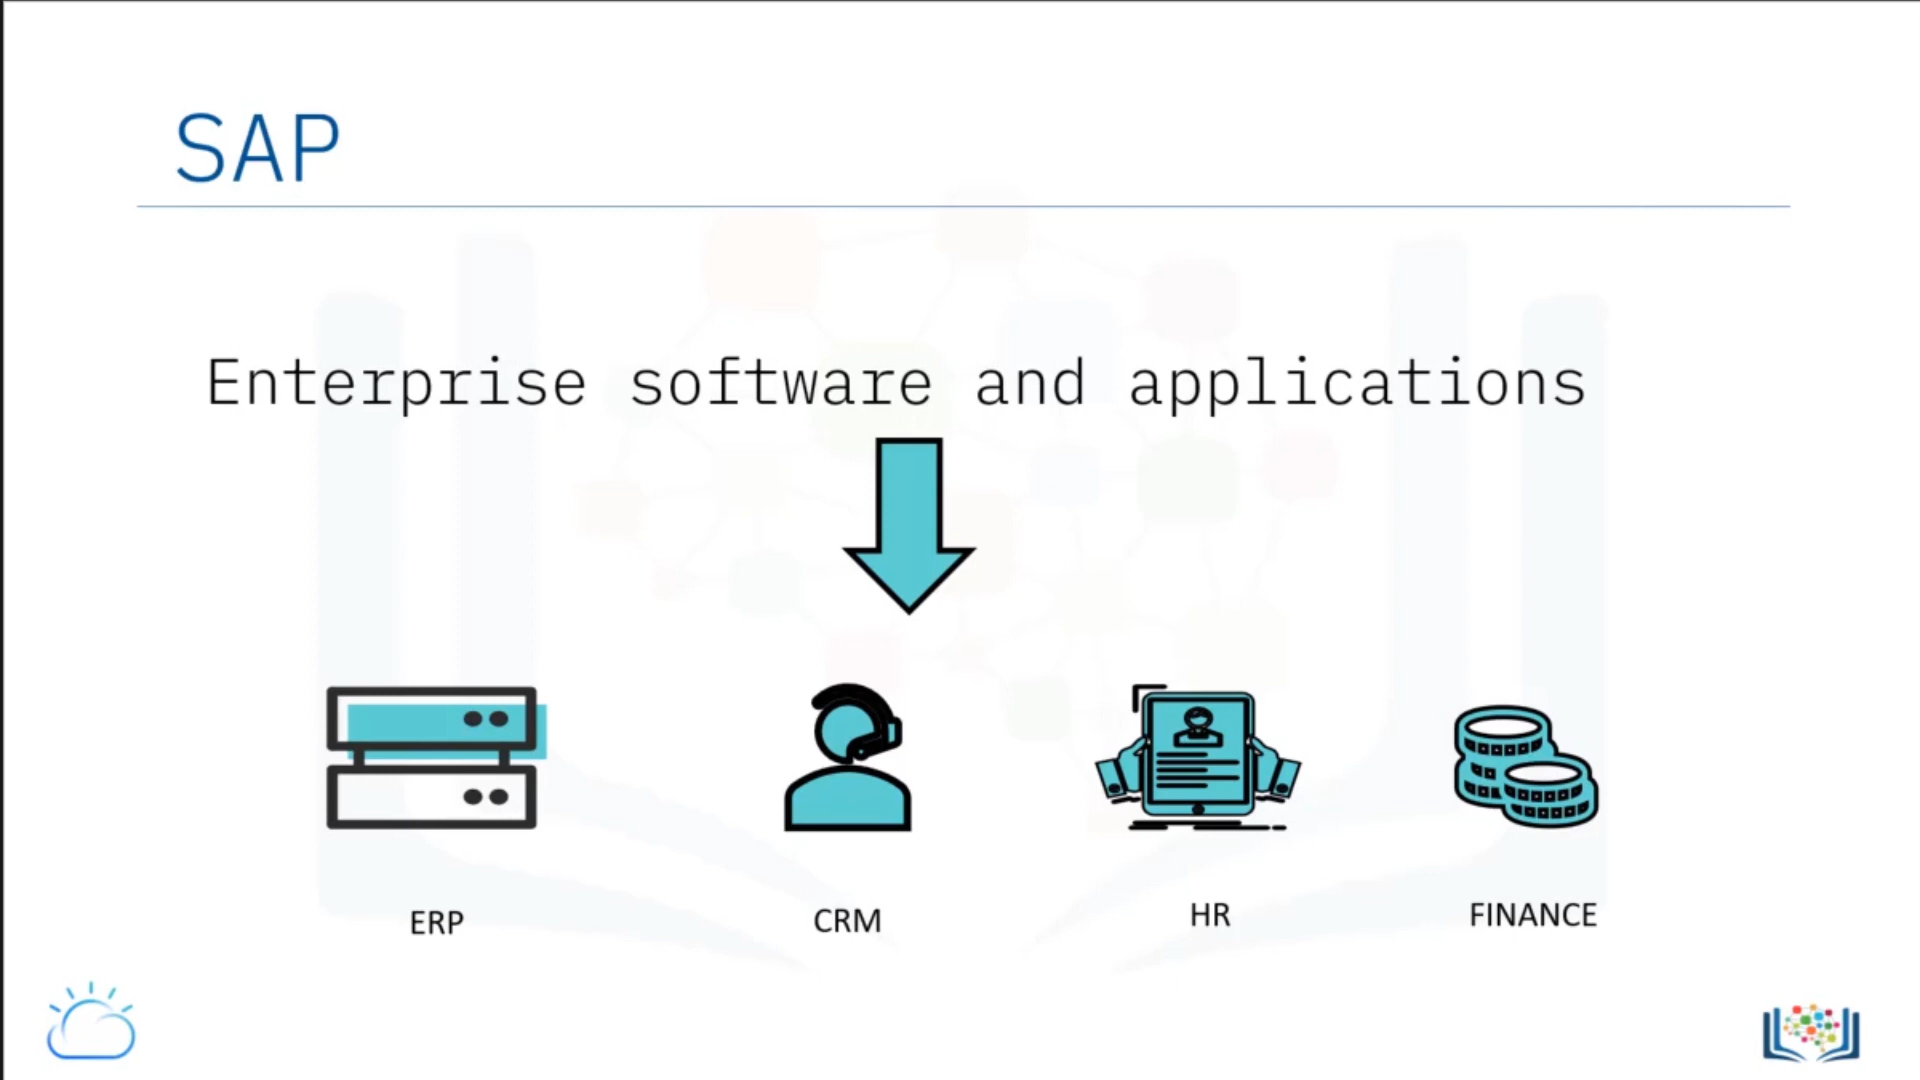 SAP
Enterprise software and applications
ERP
CRM
HR
FINANCE